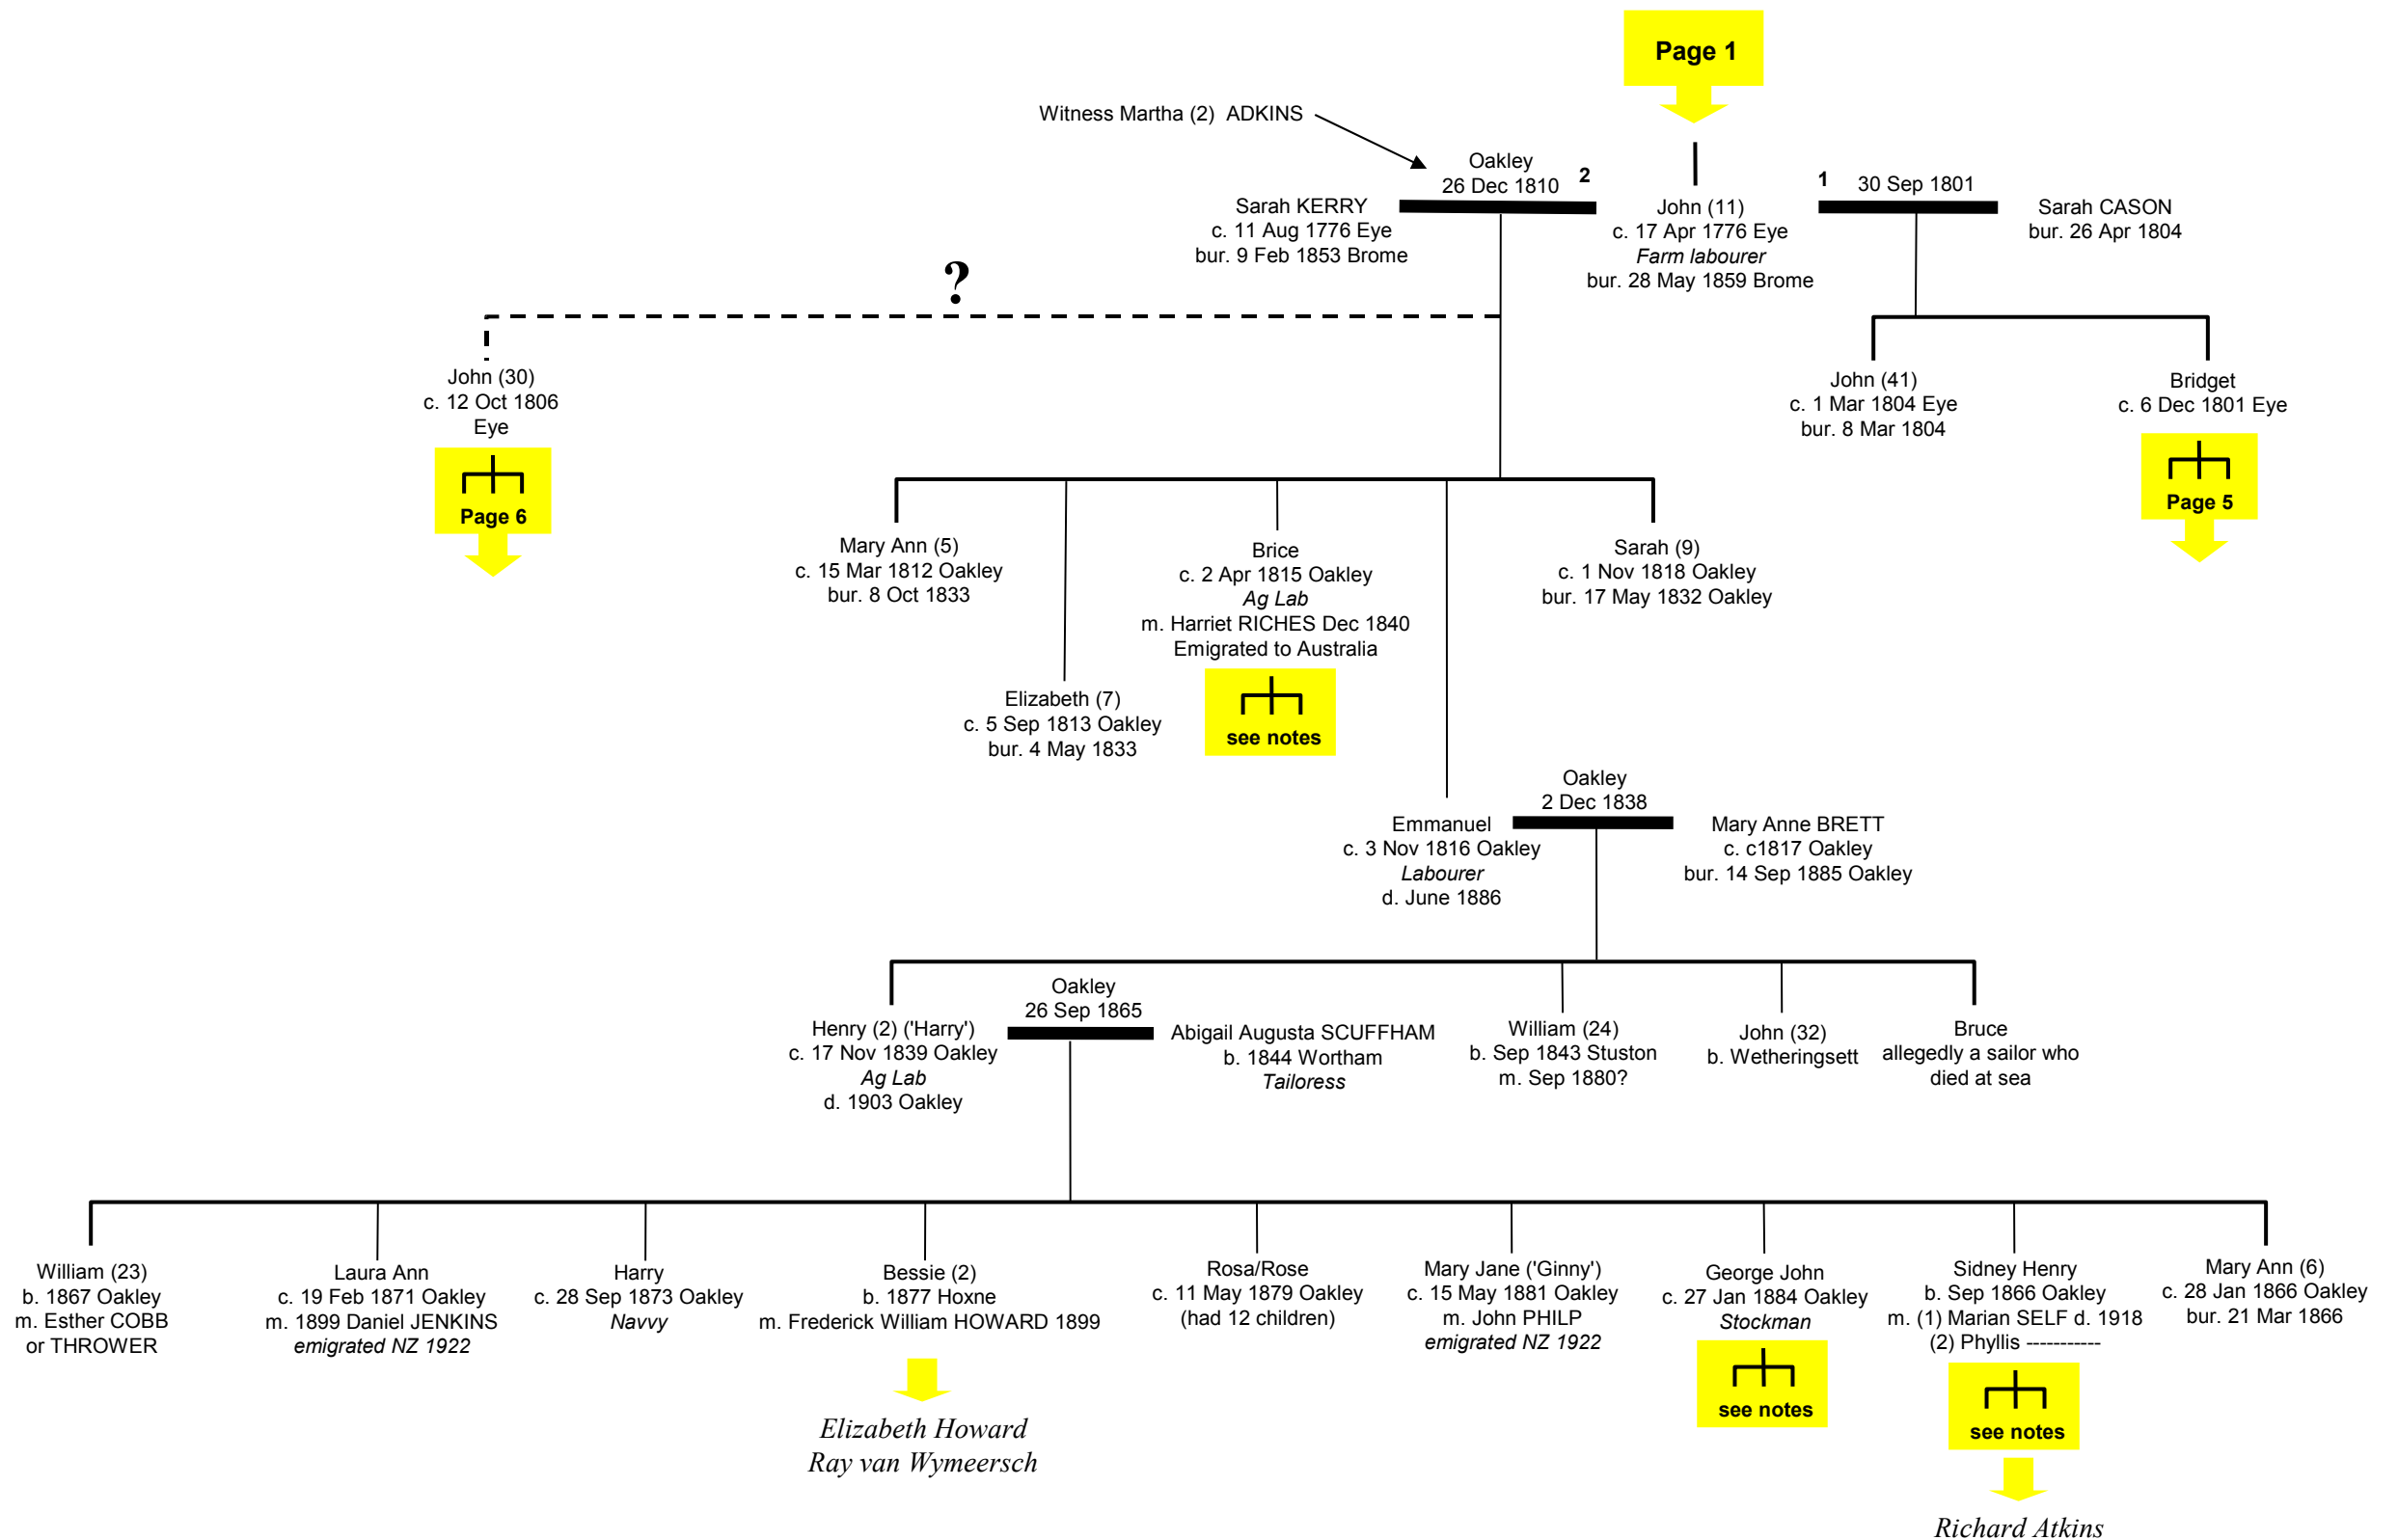 Page 1
Witness Martha (2) ADKINS
Oakley
26 Dec 1810
2
1
30 Sep 1801
Sarah KERRY
c. 11 Aug 1776 Eye
bur. 9 Feb 1853 Brome
John (11)
c. 17 Apr 1776 Eye
Farm labourer
bur. 28 May 1859 Brome
Sarah CASON
bur. 26 Apr 1804
?
John (30)
c. 12 Oct 1806
Eye
Page 6
John (41)
c. 1 Mar 1804 Eye
bur. 8 Mar 1804
Bridget
c. 6 Dec 1801 Eye
Page 5
Mary Ann (5)
c. 15 Mar 1812 Oakley
bur. 8 Oct 1833
Elizabeth (7)
c. 5 Sep 1813 Oakley
bur. 4 May 1833
Brice
c. 2 Apr 1815 Oakley
Ag Lab
m. Harriet RICHES Dec 1840
Emigrated to Australia
see notes
Sarah (9)
c. 1 Nov 1818 Oakley
bur. 17 May 1832 Oakley
Emmanuel
c. 3 Nov 1816 Oakley
Labourer
d. June 1886
Oakley
2 Dec 1838
Mary Anne BRETT
c. c1817 Oakley
bur. 14 Sep 1885 Oakley
Henry (2) ('Harry')
c. 17 Nov 1839 Oakley
Ag Lab
d. 1903 Oakley
Oakley
26 Sep 1865
Abigail Augusta SCUFFHAM
b. 1844 Wortham
Tailoress
William (24)
b. Sep 1843 Stuston
m. Sep 1880?
John (32)
b. Wetheringsett
Bruce
allegedly a sailor who
died at sea
William (23)
b. 1867 Oakley
m. Esther COBB
or THROWER
Laura Ann
c. 19 Feb 1871 Oakley
m. 1899 Daniel JENKINS
emigrated NZ 1922
Harry
c. 28 Sep 1873 Oakley
Navvy
Bessie (2)
b. 1877 Hoxne
m. Frederick William HOWARD 1899
Elizabeth Howard
Ray van Wymeersch
Rosa/Rose
c. 11 May 1879 Oakley
(had 12 children)
Mary Jane ('Ginny')
c. 15 May 1881 Oakley
m. John PHILP
emigrated NZ 1922
George John
c. 27 Jan 1884 Oakley
Stockman
see notes
Sidney Henry
b. Sep 1866 Oakley
m. (1) Marian SELF d. 1918
(2) Phyllis -----------
see notes
Richard Atkins
Mary Ann (6)
c. 28 Jan 1866 Oakley
bur. 21 Mar 1866